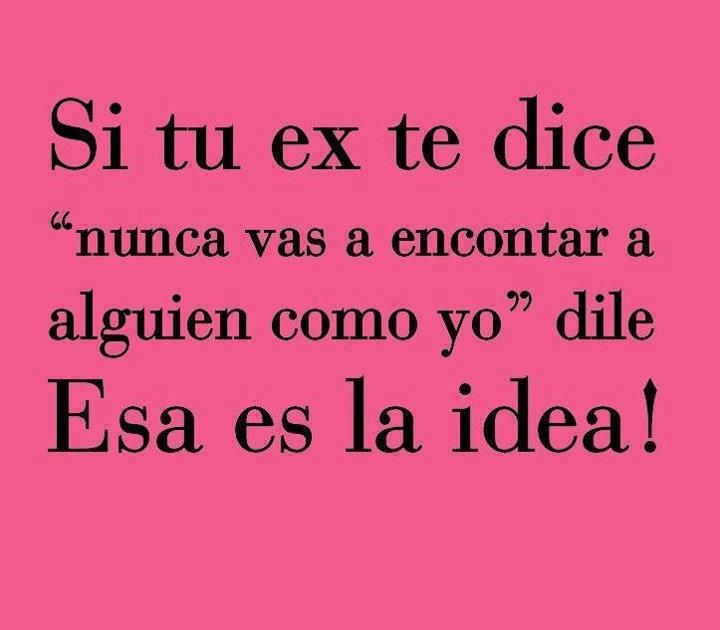 Si tu ex te dice
“nunca vas a encontar a
alguien como yo” dile
Esa es la idea!